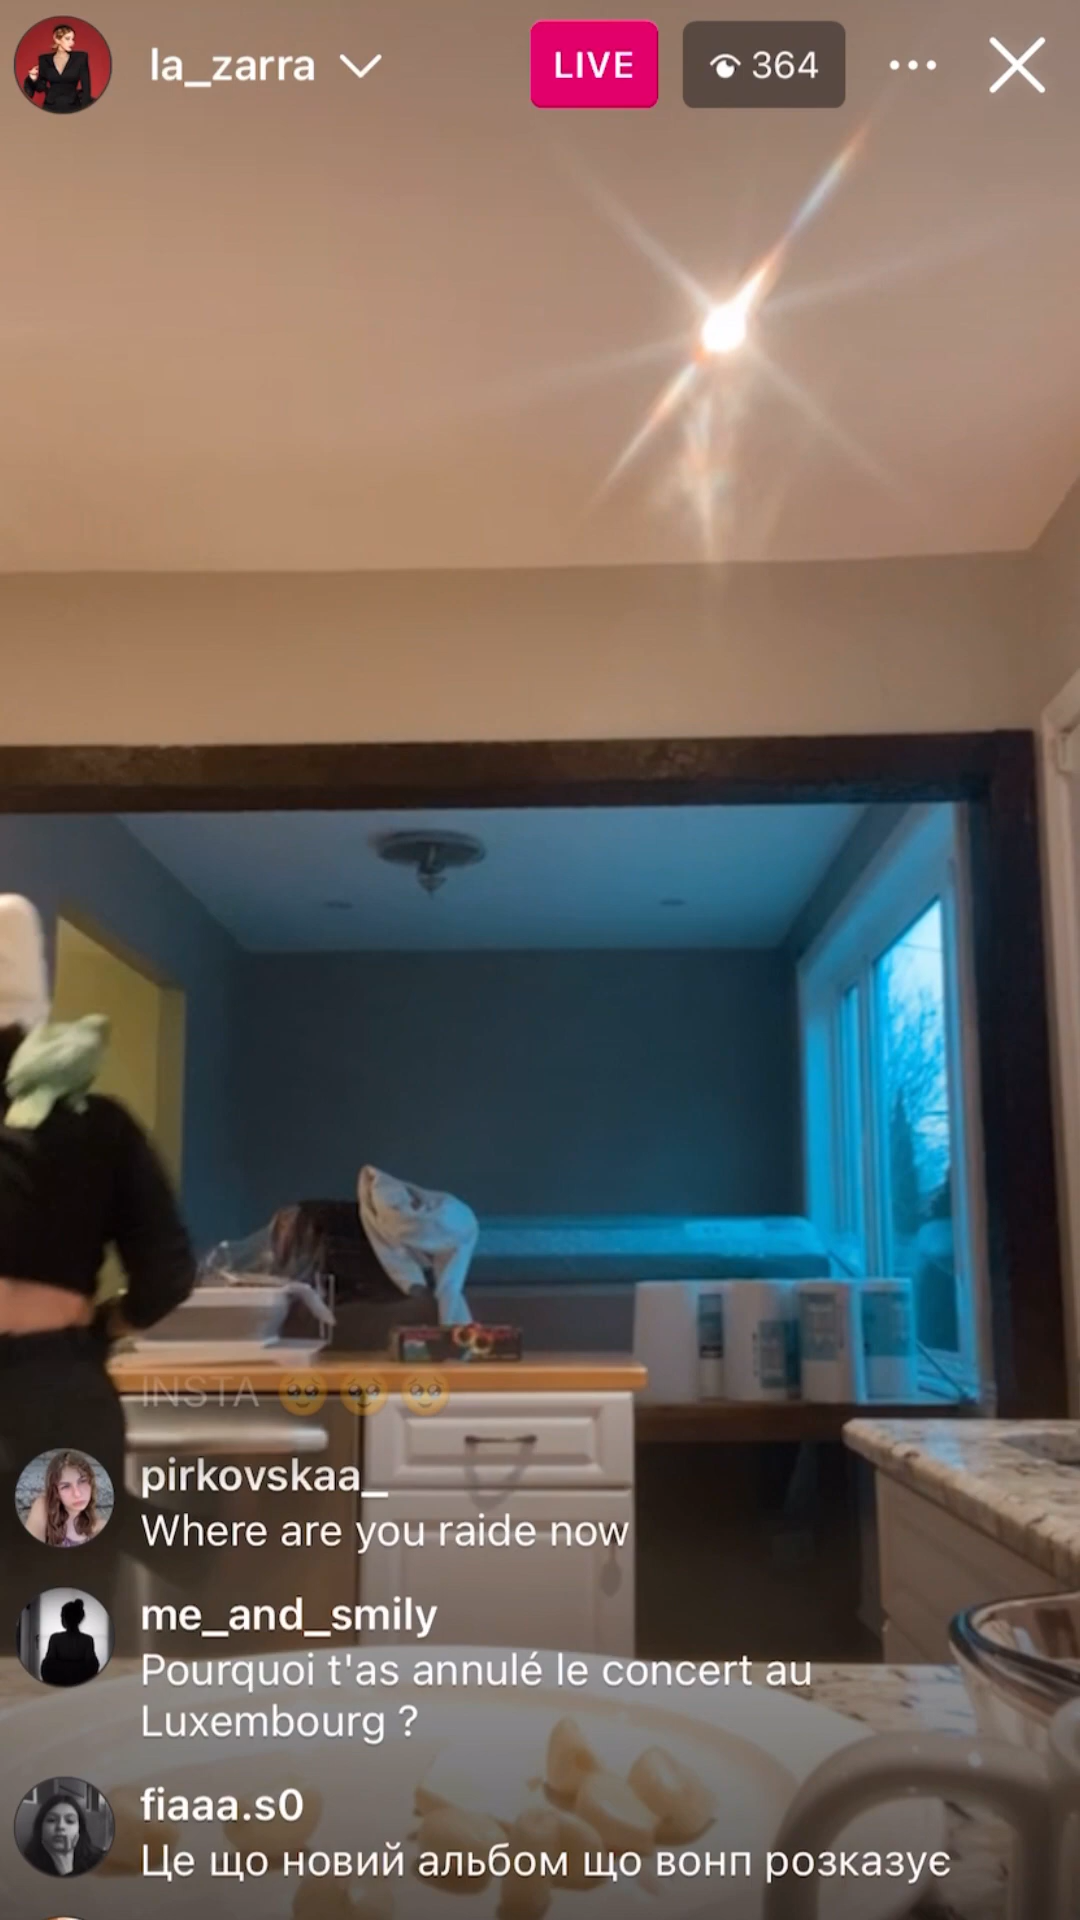 la_zarra
LIVE
364
INSTA 🥹🥹🥹
pirkovskaa_
Where are you raide now
me_and_smily
Pourquoi t'as annulé le concert au
Luxembourg ?
fiaaa.s0
Це що новий альбом що вонп розказує